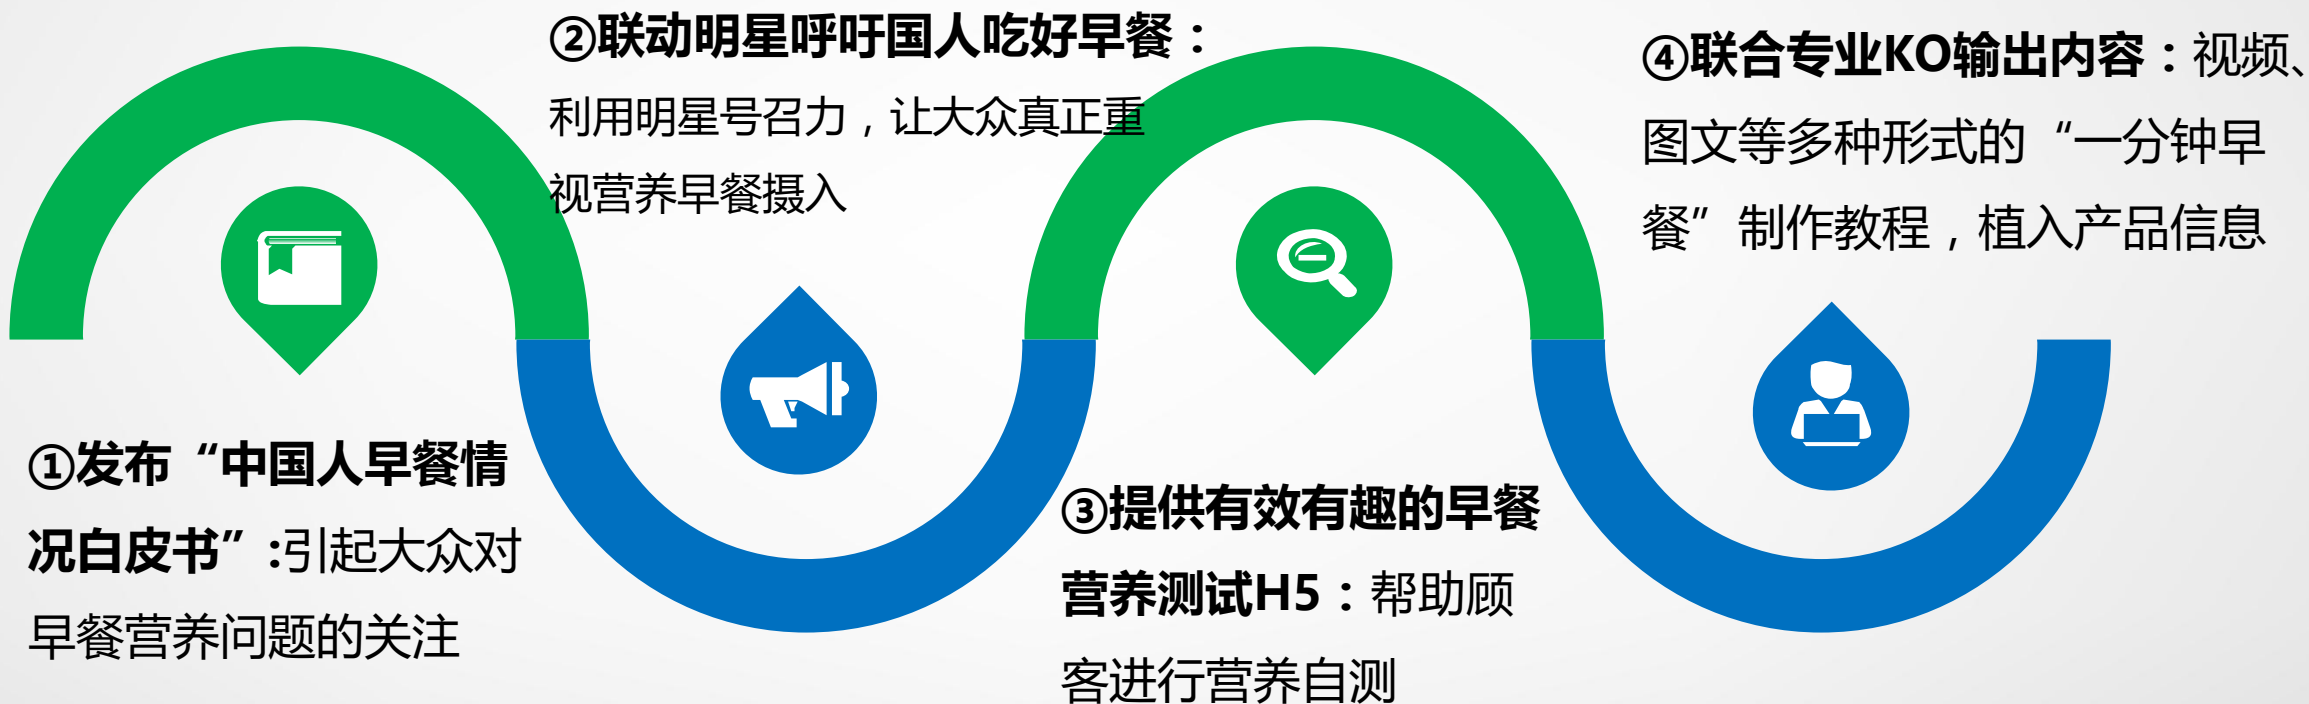 ①发布“中国人早餐情
况白皮书”:引起大众对
早餐营养问题的关注
②联动明星呼吁国人吃好早餐：
利用明星号召力，让大众真正重
视营养早餐摄入
③提供有效有趣的早餐
营养测试H5：帮助顾
客进行营养自测
④联合专业KO输出内容：视频、
图文等多种形式的“一分钟早
餐”制作教程，植入产品信息